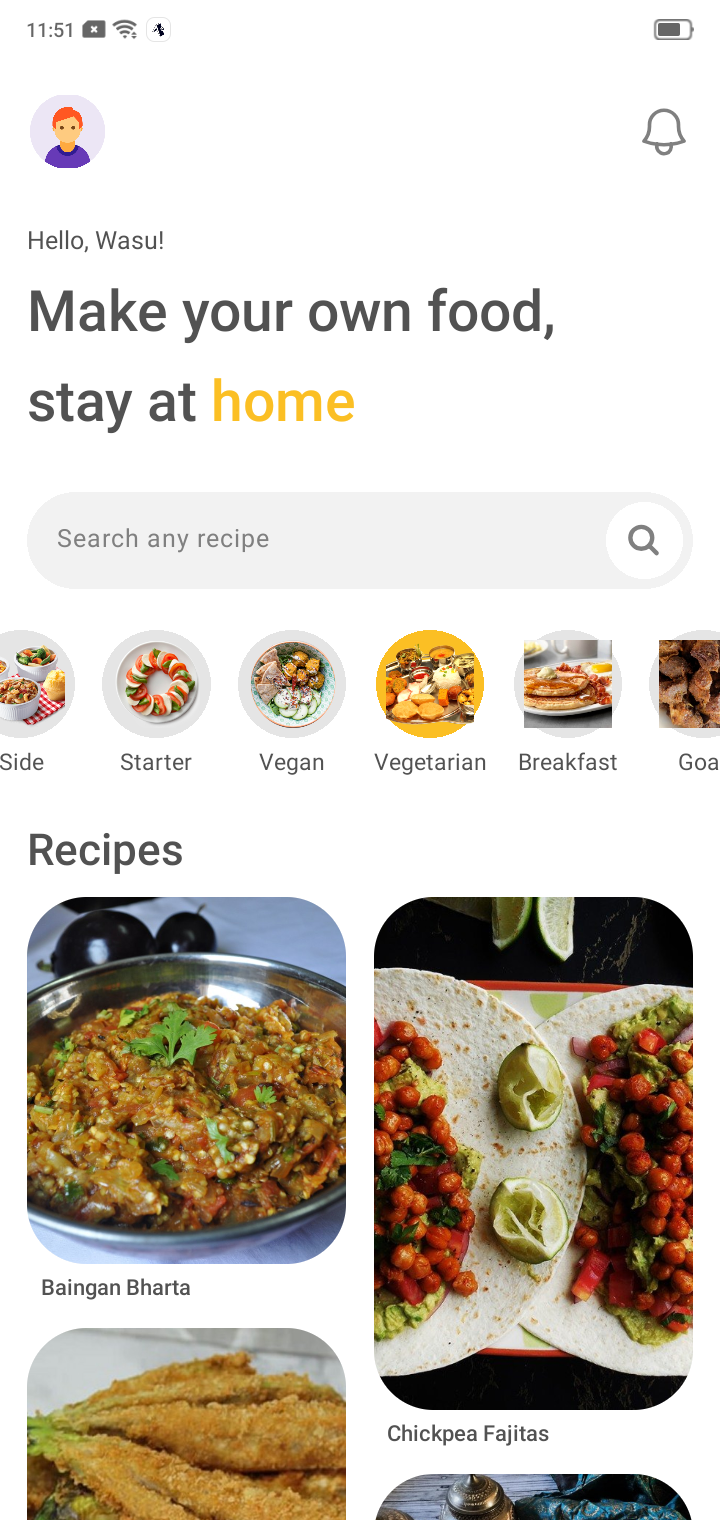 11:51
Hello, Wasu!
Make your own food,
stay at home
Search any recipe
Side Starter Vegan Vegetarian Breakfast Goa
Recipes
Baingan Bharta
Chickpea Fajitas